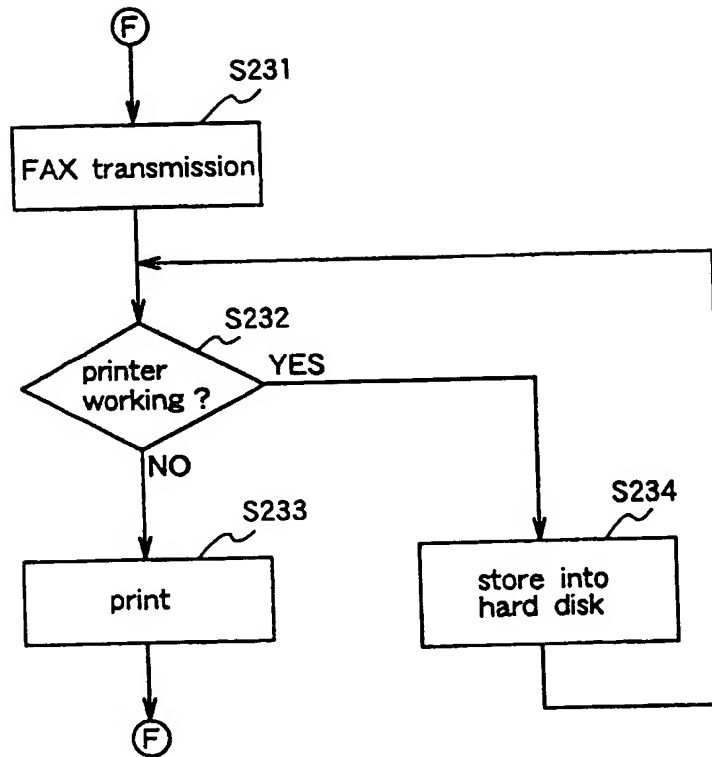 F
S231
FAX transmission
S232
printer
working ?
YES
NO
S233
print
S234
store into
hard disk
F